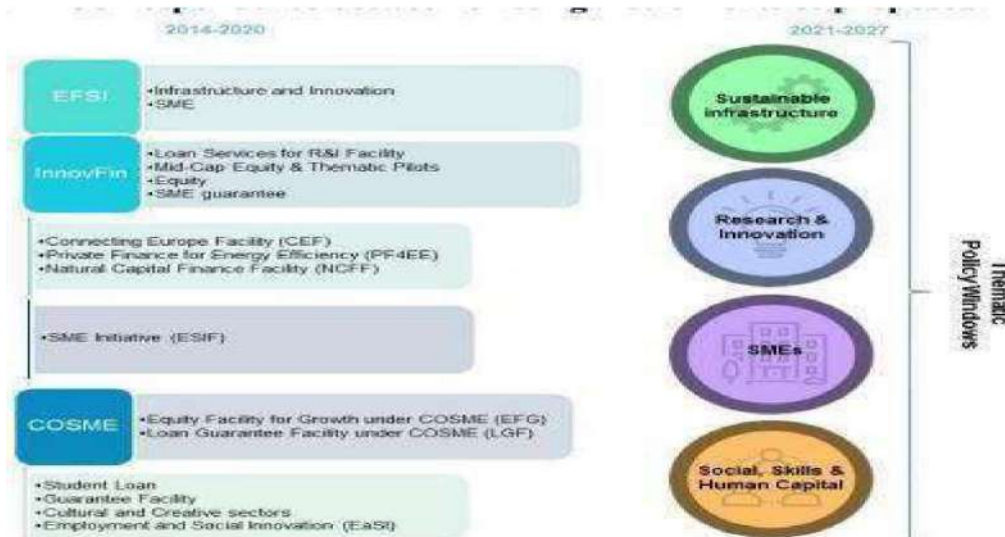 2014-2020
2021-2027
EFSI
•Infrastructure and Innovation
•SME
InnovFin
•Loan Services for R&I Facility
•Mid-Cap Equity & Thematic Pilots
•Equity
•SME guarantee
•Connecting Europe Facility (CEF)
•Private Finance for Energy Efficiency (PF4EE)
•Natural Capital Finance Facility (NCFF)
•SME Initiative (ESIF)
COSME
•Equity Facility for Growth under COSME (EFG)
•Loan Guarantee Facility under COSME (LGF)
•Student Loan
•Guarantee Facility
•Cultural and Creative sectors
•Employment and Social Innovation (EaSI)
Sustainable
infrastructure
Research &
Innovation
SMEs
Social, Skills &
Human Capital
Thematic
Policy Windows